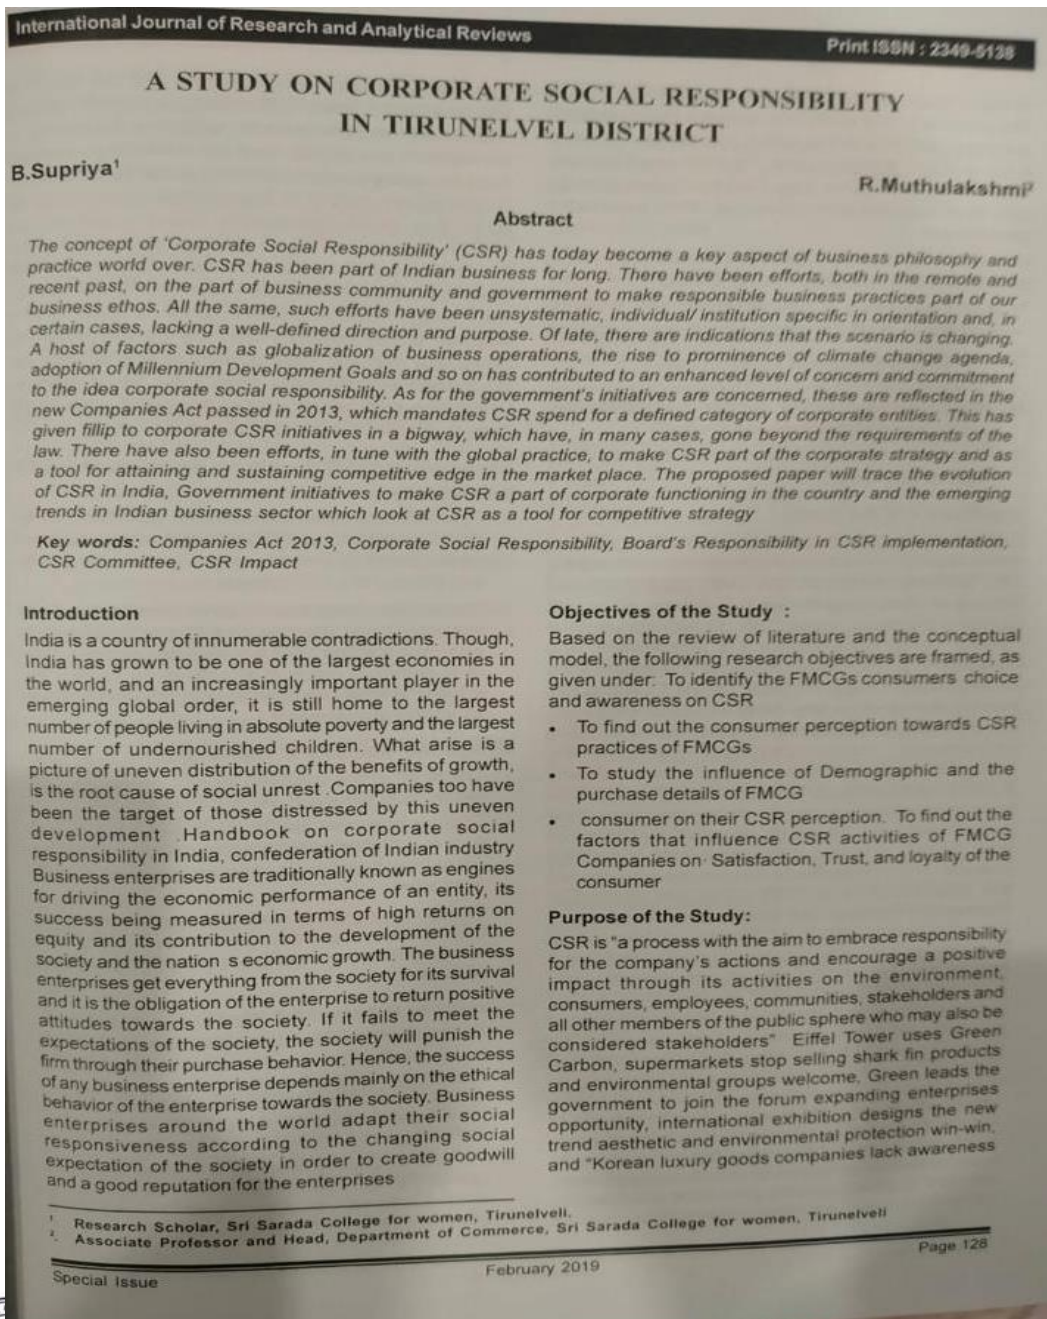 International Journal of Research and Analytical Reviews
Print ISSN : 2349-5138
A STUDY ON CORPORATE SOCIAL RESPONSIBILITY
IN TIRUNELVEL DISTRICT
B.Supriya¹
R.Muthulakshmi²
Abstract
The concept of 'Corporate Social Responsibility' (CSR) has today become a key aspect of business philosophy and
practice world over. CSR has been part of Indian business for long. There have been efforts, both in the remote and
recent past, on the part of business community and government to make responsible business practices part of our
business ethos. All the same, such efforts have been unsystematic, individual/ institution specific in orientation and, in
certain cases, lacking a well-defined direction and purpose. Of late, there are indications that the scenario is changing.
A host of factors such as globalization of business operations, the rise to prominence of climate change agenda,
adoption of Millennium Development Goals and so on has contributed to an enhanced level of concern and commitment
to the idea corporate social responsibility. As for the government's initiatives are concerned, these are reflected in the
new Companies Act passed in 2013, which mandates CSR spend for a defined category of corporate entities. This has
given fillip to corporate CSR initiatives in a bigway, which have, in many cases, gone beyond the requirements of the
law. There have also been efforts, in tune with the global practice, to make CSR part of the corporate strategy and as
a tool for attaining and sustaining competitive edge in the market place. The proposed paper will trace the evolution
of CSR in India, Government initiatives to make CSR a part of corporate functioning in the country and the emerging
trends in Indian business sector which look at CSR as a tool for competitive strategy
Key words: Companies Act 2013, Corporate Social Responsibility, Board's Responsibility in CSR implementation,
CSR Committee, CSR Impact
Introduction
India is a country of innumerable contradictions. Though,
India has grown to be one of the largest economies in
the world, and an increasingly important player in the
emerging global order, it is still home to the largest
number of people living in absolute poverty and the largest
number of undernourished children. What arise is a
picture of uneven distribution of the benefits of growth,
is the root cause of social unrest .Companies too have
been the target of those distressed by this uneven
development .Handbook on corporate social
responsibility in India, confederation of Indian industry
Business enterprises are traditionally known as engines
for driving the economic performance of an entity, its
success being measured in terms of high returns on
equity and its contribution to the development of the
society and the nation s economic growth. The business
enterprises get everything from the society for its survival
and it is the obligation of the enterprise to return positive
attitudes towards the society. If it fails to meet the
expectations of the society, the society will punish the
firm through their purchase behavior. Hence, the success
of any business enterprise depends mainly on the ethical
behavior of the enterprise towards the society. Business
enterprises around the world adapt their social
responsiveness according to the changing social
expectation of the society in order to create goodwill
and a good reputation for the enterprises
Objectives of the Study :
Based on the review of literature and the conceptual
model, the following research objectives are framed, as
given under: To identify the FMCGs consumers choice
and awareness on CSR
• To find out the consumer perception towards CSR
practices of FMCGs
• To study the influence of Demographic and the
purchase details of FMCG
• consumer on their CSR perception. To find out the
factors that influence CSR activities of FMCG
Companies on Satisfaction, Trust, and loyalty of the
consumer
Purpose of the Study:
CSR is "a process with the aim to embrace responsibility
for the company's actions and encourage a positive
impact through its activities on the environment,
consumers, employees, communities, stakeholders and
all other members of the public sphere who may also be
considered stakeholders" Eiffel Tower uses Green
Carbon, supermarkets stop selling shark fin products
and environmental groups welcome, Green leads the
government to join the forum expanding enterprises
opportunity, international exhibition designs the new
trend aesthetic and environmental protection win-win,
and "Korean luxury goods companies lack awareness
¹. Research Scholar, Sri Sarada College for women, Tirunelveli.
². Associate Professor and Head, Department of Commerce, Sri Sarada College for women, Tirunelveli
Special Issue
February 2019
Page 128